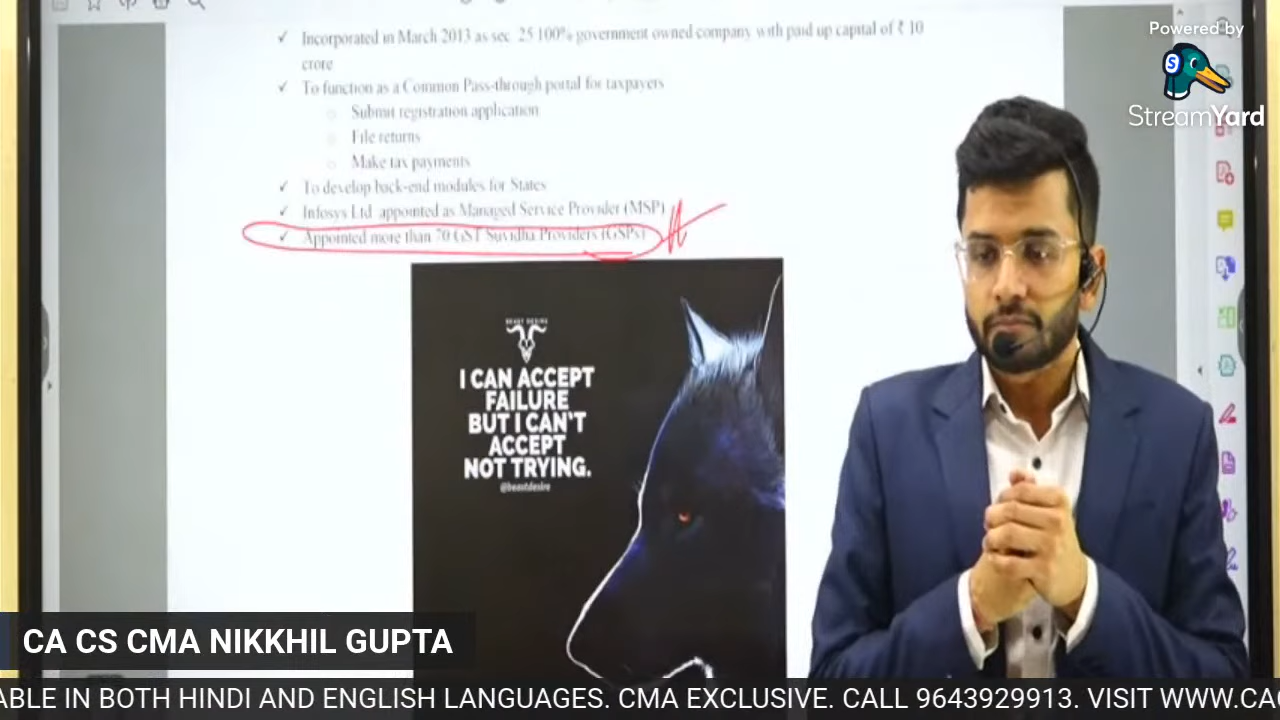 Powered by
StreamYard
✓ Incorporated in March 2013 as sec 25 100% government owned company with paid up capital of ₹ 10
crore
✓ To function as a Common Pass-through portal for taxpayers
○ Submit registration application
○ File returns
○ Make tax payments
✓ To develop back-end modules for States
✓ Infosys Ltd appointed as Managed Service Provider (MSP)
✓ Appointed more than 70 GST Suvidha Providers (GSPs)
BEAST DESIRE
I CAN ACCEPT
FAILURE
BUT I CAN'T
ACCEPT
NOT TRYING.
@beastdesire
CA CS CMA NIKKHIL GUPTA
ABLE IN BOTH HINDI AND ENGLISH LANGUAGES. CMA EXCLUSIVE. CALL 9643929913. VISIT WWW.CA